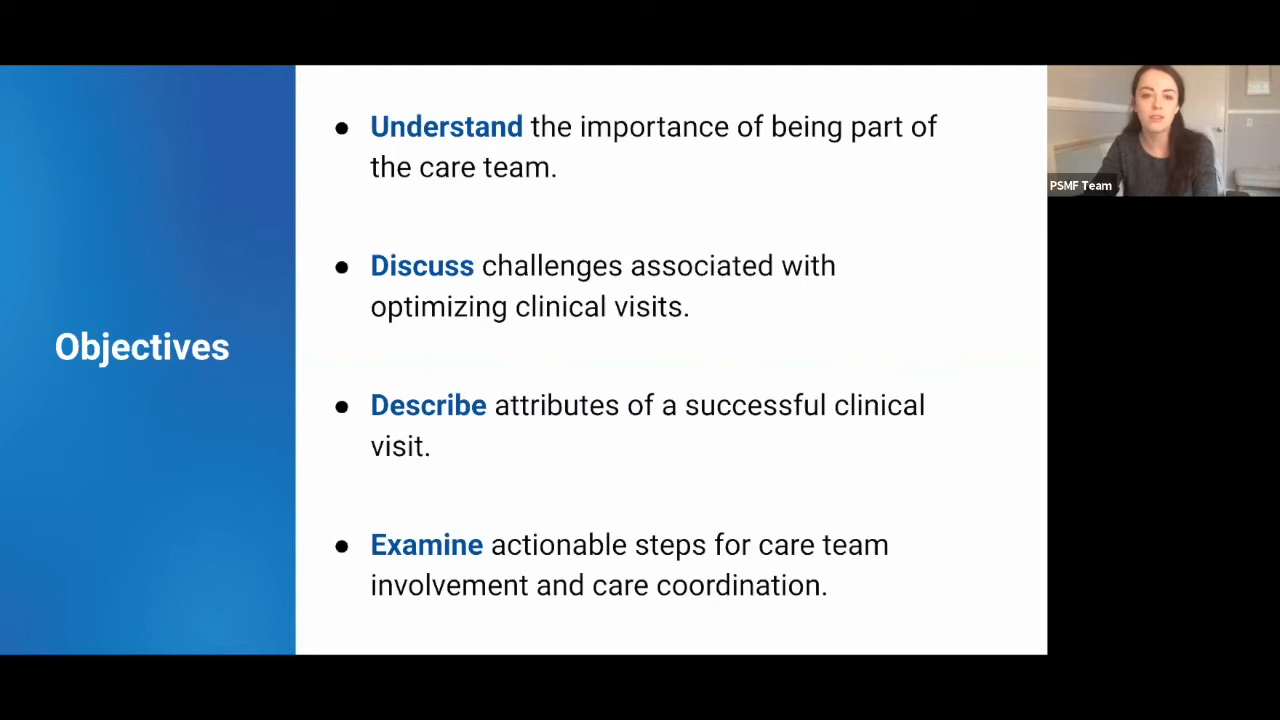 Objectives
● Understand the importance of being part of
the care team.
● Discuss challenges associated with
optimizing clinical visits.
● Describe attributes of a successful clinical
visit.
● Examine actionable steps for care team
involvement and care coordination.
PSMF Team